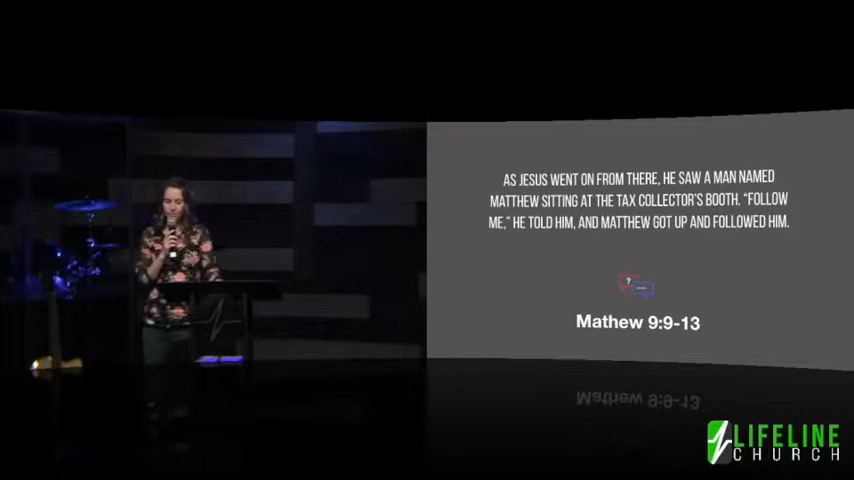 AS JESUS WENT ON FROM THERE, HE SAW A MAN NAMED
MATTHEW SITTING AT THE TAX COLLECTOR'S BOOTH. “FOLLOW
ME,” HE TOLD HIM, AND MATTHEW GOT UP AND FOLLOWED HIM.
?
...
Mathew 9:9-13
Mathew 9:9-13
LIFELINE
CHURCH